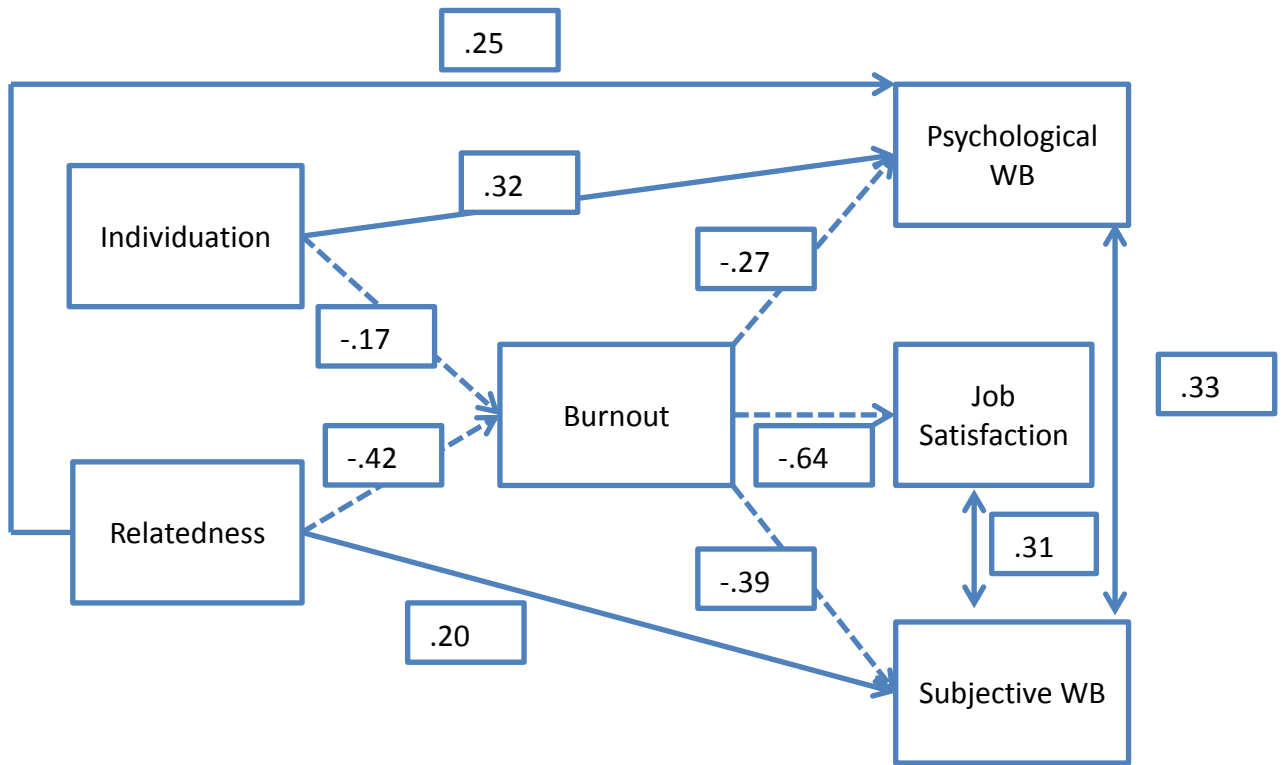 .25
Psychological
WB
.32
Individuation
-.27
-.17
Job
Satisfaction
.33
Burnout
-.42
-.64
Relatedness
.31
-.39
.20
Subjective WB